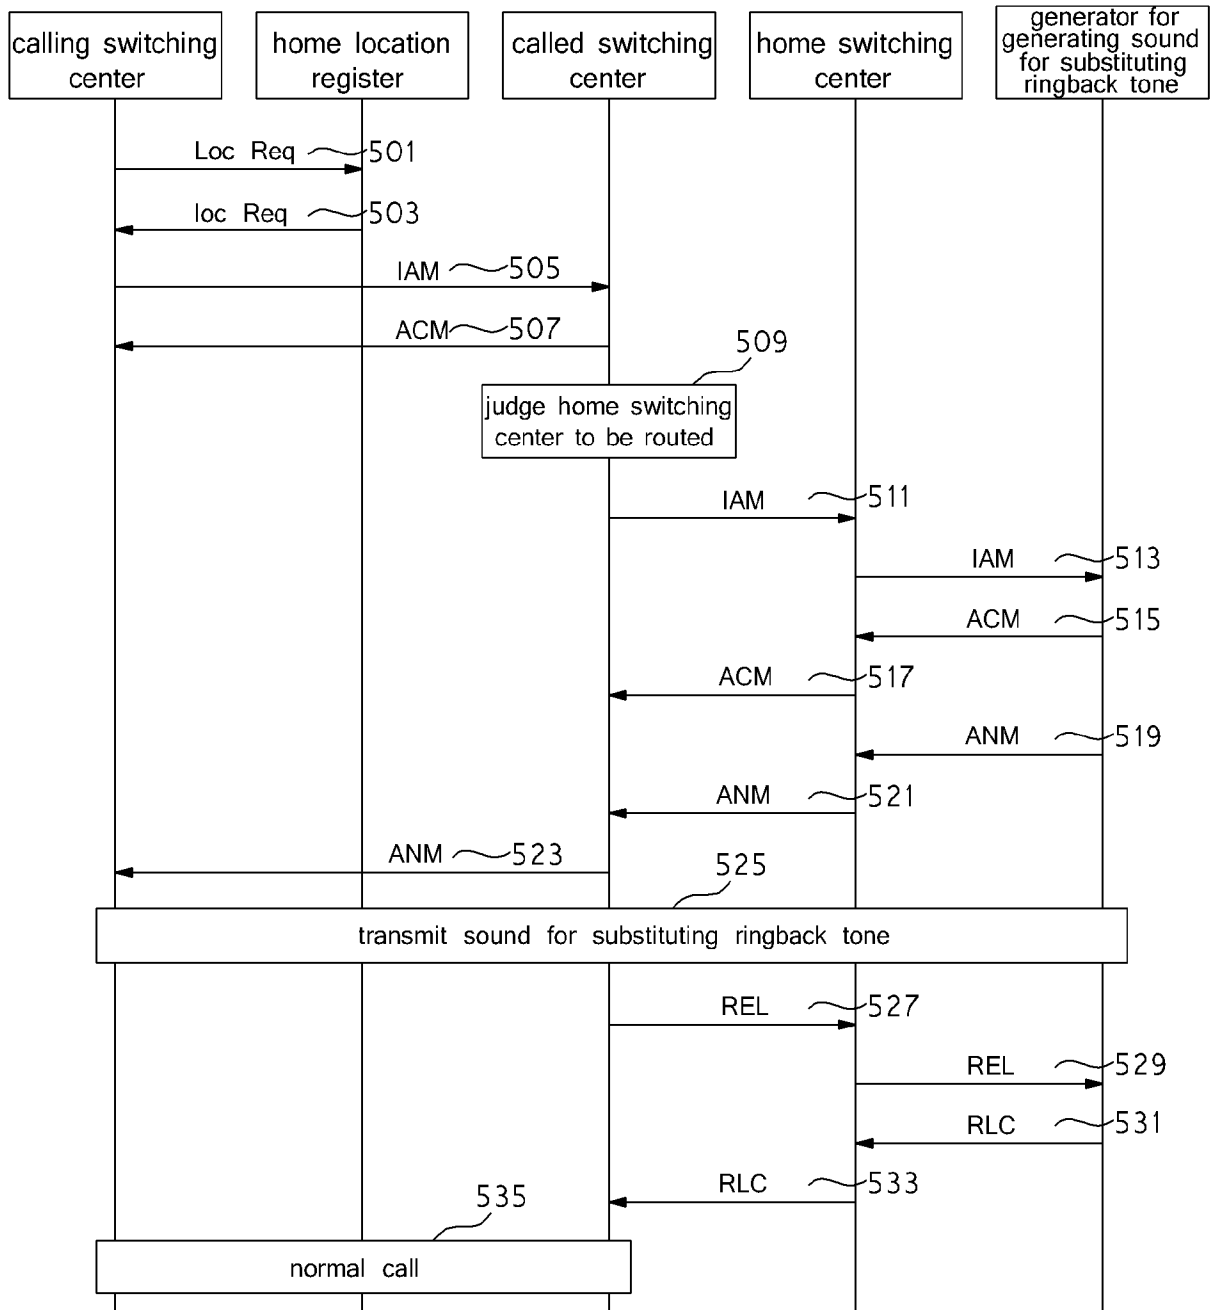 calling switching
center
home location
register
called switching
center
home switching
center
generator for
generating sound
for substituting
ringback tone
Loc Req 501
loc Req 503
IAM 505
ACM 507
509
judge home switching
center to be routed
IAM 511
IAM 513
ACM 515
ACM 517
ANM 519
ANM 521
ANM 523
525
transmit sound for substituting ringback tone
REL 527
REL 529
RLC 531
RLC 533
535
normal call